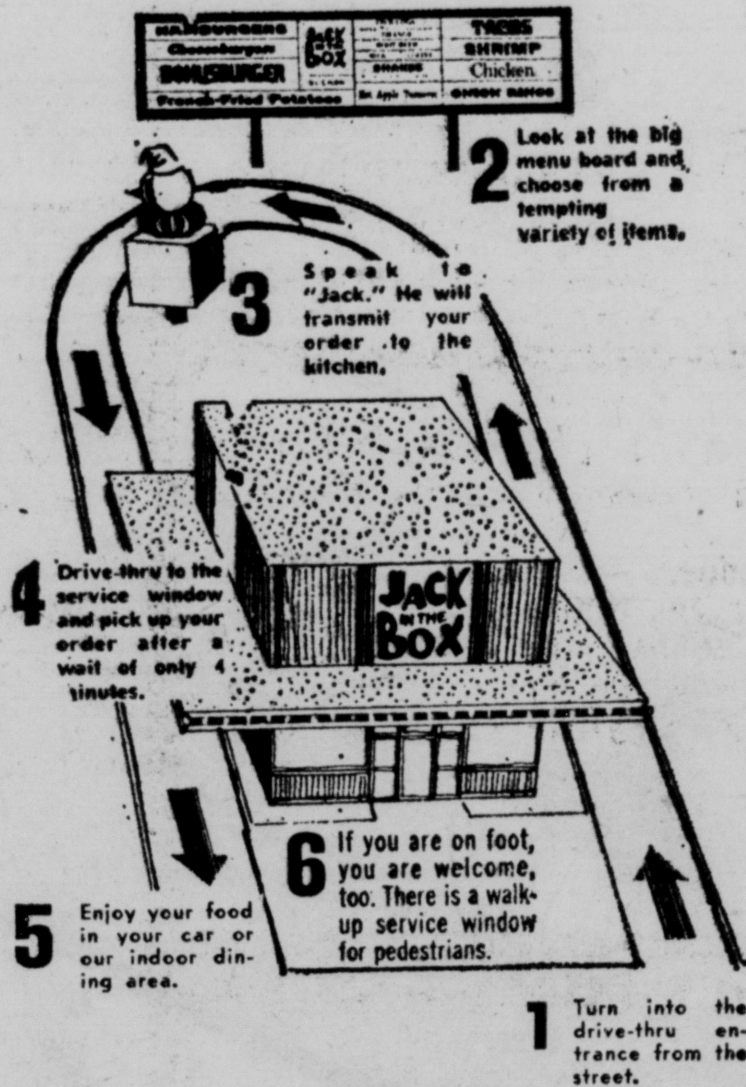 HAMBURGERS
Cheeseburgers
BONUSBURGER
French-Fried Potatoes
JACK
IN THE
BOX
SHAKES
Hot Apple Turnover
TACOS
SHRIMP
Chicken
ONION RINGS
2
Look at the big
menu board and
choose from a
tempting
variety of items.
3
Speak to
"Jack." He will
transmit your
order to the
kitchen.
4
Drive-thru to the
service window
and pick up your
order after a
wait of only 4
minutes.
JACK
IN THE
BOX
5
Enjoy your food
in your car or
our indoor din-
ing area.
6
If you are on foot,
you are welcome,
too. There is a walk-
up service window
for pedestrians.
1
Turn into the
drive-thru en-
trance from the
street.